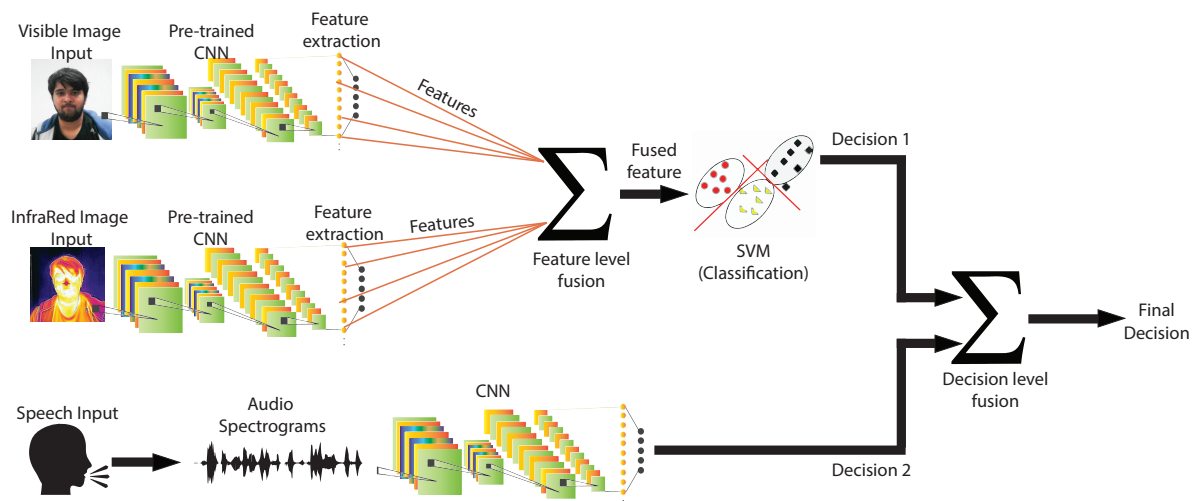 Visible Image
Input
Pre-trained
CNN
Feature
extraction
Features
InfraRed Image
Input
Pre-trained
CNN
Feature
extraction
Features
Feature level
fusion
Fused
feature
SVM
(Classification)
Decision 1
Speech Input
Audio
Spectrograms
CNN
Decision 2
Decision level
fusion
Final
Decision